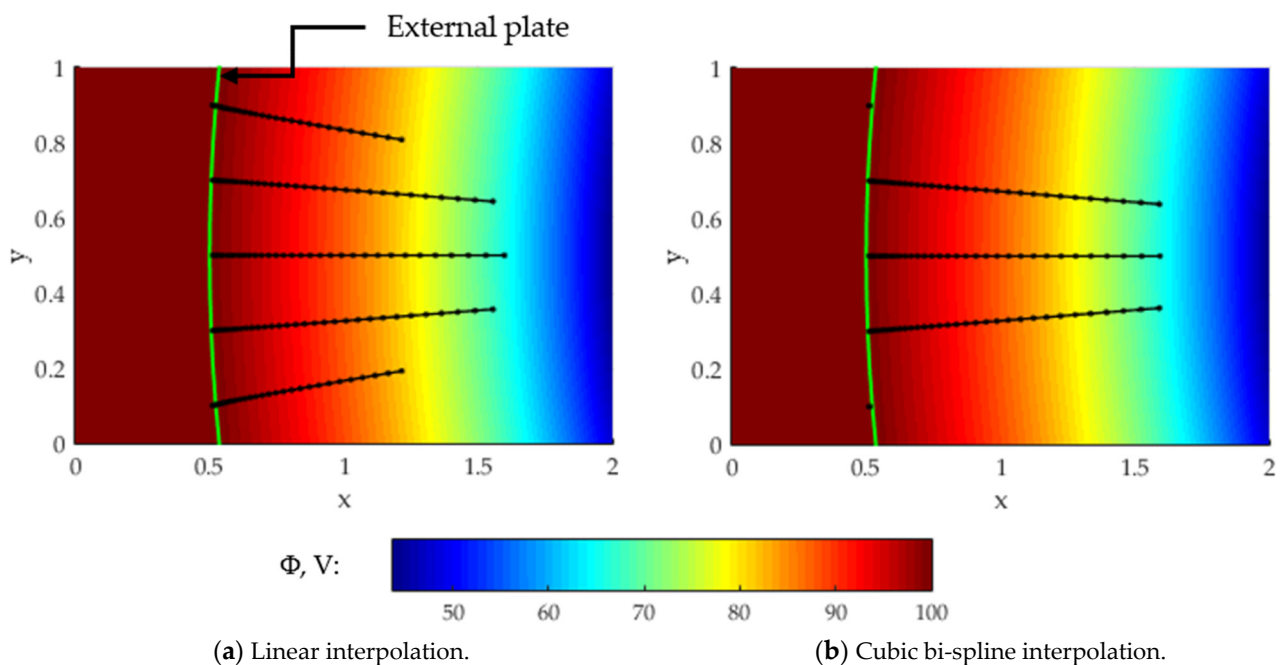 External plate
1
0.8
0.6
y
0.4
0.2
0
0 0.5 1 1.5 2
x
1
0.8
0.6
y
0.4
0.2
0
0 0.5 1 1.5 2
x
Φ, V:
50 60 70 80 90 100
(a) Linear interpolation.
(b) Cubic bi-spline interpolation.